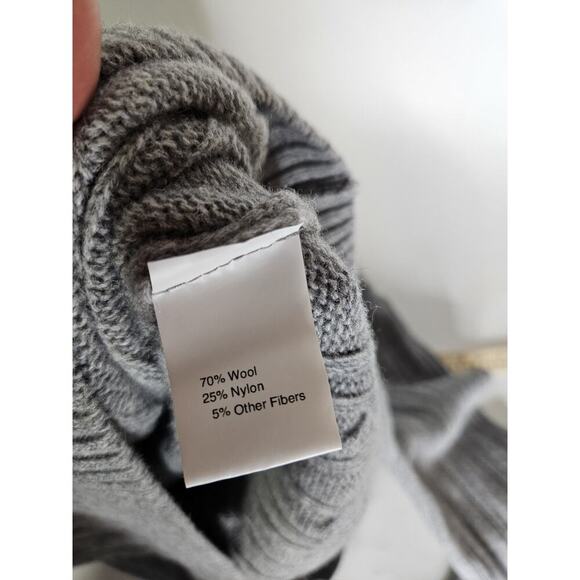 70% Wool
25% Nylon
5% Other Fibers